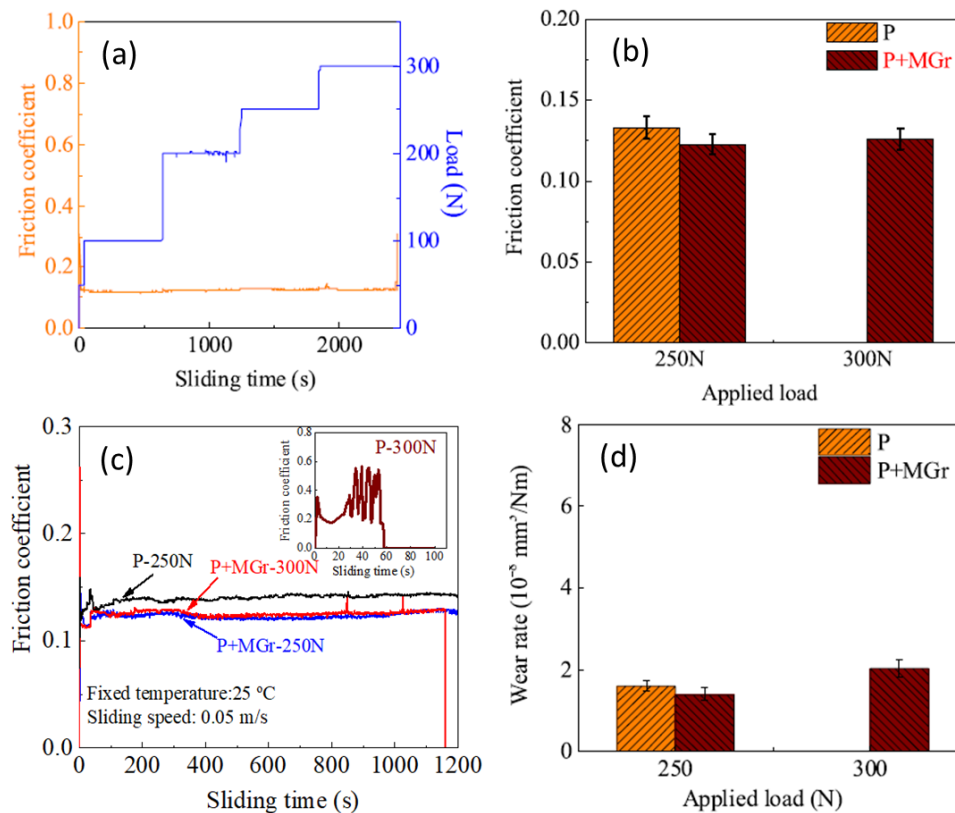 (a)
1.0
0.8
0.6
0.4
0.2
0.0
Friction coefficient
300
200
100
0
Load (N)
0 1000 2000
Sliding time (s)
(b)
P
P+MGr
0.20
0.15
0.10
0.05
0.00
Friction coefficient
250N 300N
Applied load
(c)
0.3
0.2
0.1
0.0
Friction coefficient
P-300N
0.8
0.6
0.4
0.2
0.0
Friction coefficient
0 20 40 60 80 100
Sliding time (s)
P-250N
P+MGr-300N
P+MGr-250N
Fixed temperature:25 ºC
Sliding speed: 0.05 m/s
0 200 400 600 800 1000 1200
Sliding time (s)
(d)
P
P+MGr
8
6
4
2
0
Wear rate (10⁻⁸ mm³/Nm)
250 300
Applied load (N)